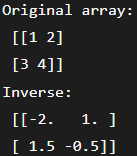 Original array:
 [[1 2]
 [3 4]]
Inverse:
 [[-2.   1. ]
 [ 1.5 -0.5]]